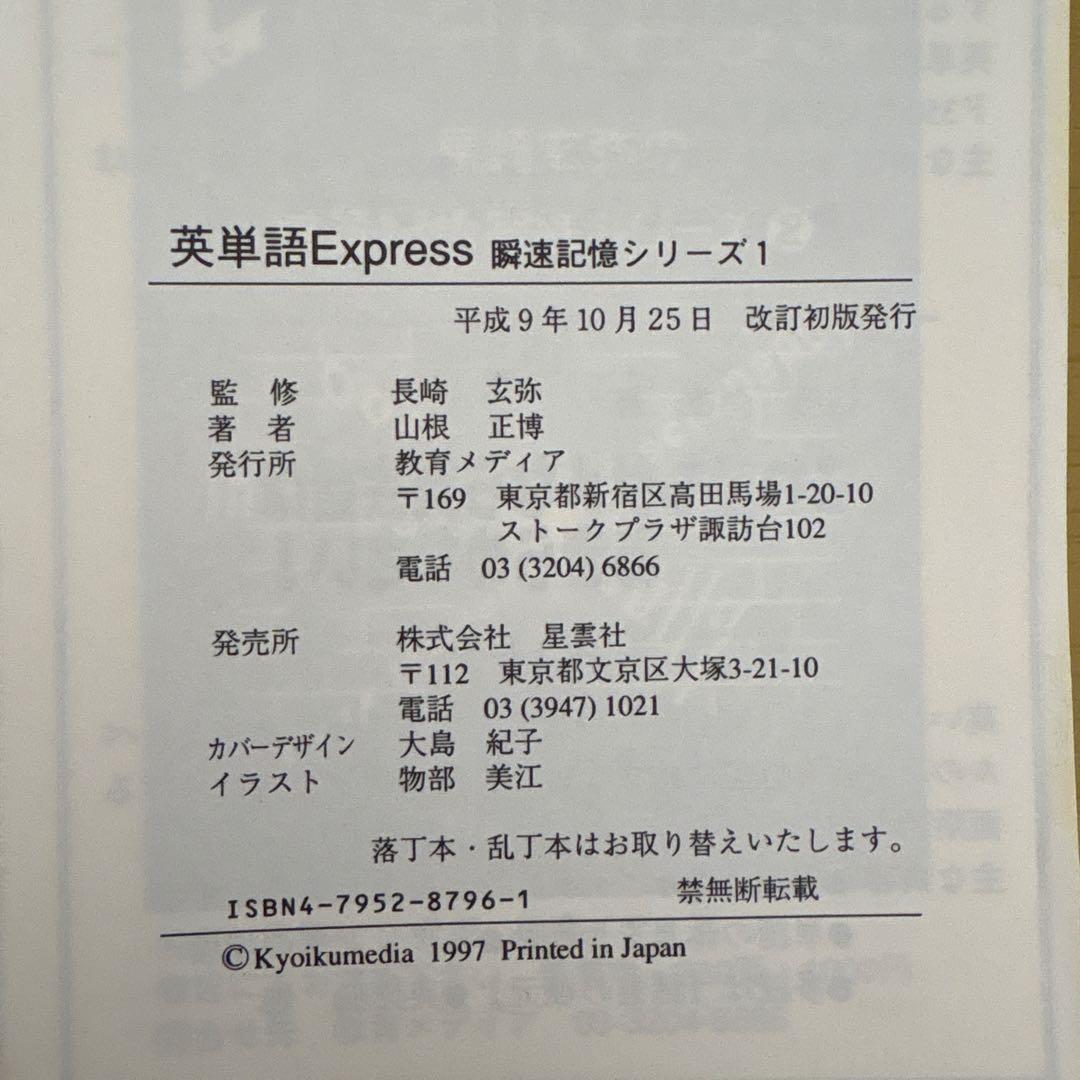 英単語Express 瞬速記憶シリーズ1
平成9年10月25日 改訂初版発行
監 修 長崎 玄弥
著 者 山根 正博
発行所 教育メディア
〒169 東京都新宿区高田馬場1-20-10
ストークプラザ諏訪台102
電話 03 (3204) 6866
発売所 株式会社 星雲社
〒112 東京都文京区大塚3-21-10
電話 03 (3947) 1021
カバーデザイン 大島 紀子
イラスト 物部 美江
落丁本・乱丁本はお取り替えいたします。
ISBN4-7952-8796-1 禁無断転載
©Kyoikumedia 1997 Printed in Japan